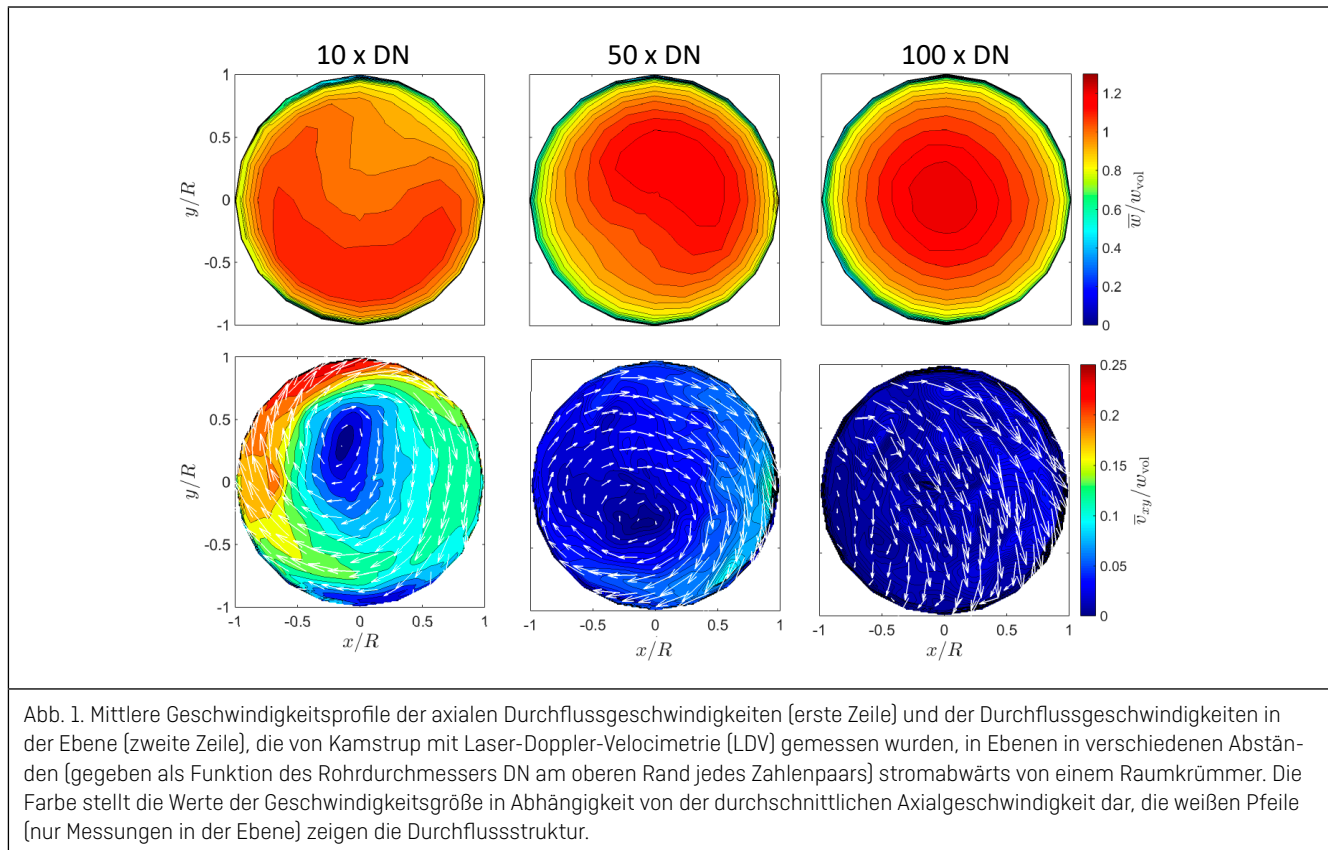 10 x DN 50 x DN 100 x DN
1
0.5
0
-0.5
-1
y/R
1.2
1
0.8
0.6
0.4
0.2
0
w̅/w_vol
1
0.5
0
-0.5
-1
y/R
0.25
0.2
0.15
0.1
0.05
0
v̅_xy/w_vol
-1 -0.5 0 0.5 1 -1 -0.5 0 0.5 1 -1 -0.5 0 0.5 1
x/R x/R x/R
Abb. 1. Mittlere Geschwindigkeitsprofile der axialen Durchflussgeschwindigkeiten (erste Zeile) und der Durchflussgeschwindigkeiten in
der Ebene (zweite Zeile), die von Kamstrup mit Laser-Doppler-Velocimetrie (LDV) gemessen wurden, in Ebenen in verschiedenen Abstän-
den (gegeben als Funktion des Rohrdurchmessers DN am oberen Rand jedes Zahlenpaars) stromabwärts von einem Raumkrümmer. Die
Farbe stellt die Werte der Geschwindigkeitsgröße in Abhängigkeit von der durchschnittlichen Axialgeschwindigkeit dar, die weißen Pfeile
(nur Messungen in der Ebene) zeigen die Durchflussstruktur.